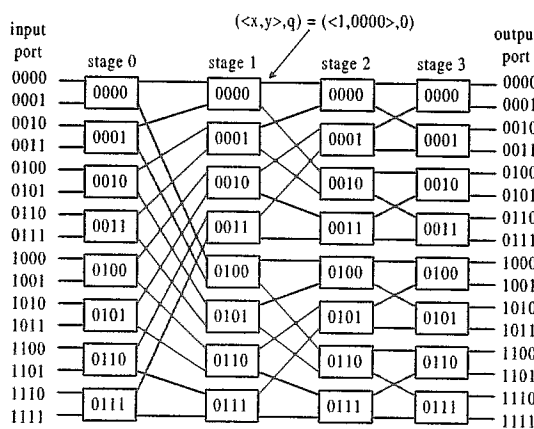 (<x,y>,q) = (<1,0000>,0)
input port
output port
stage 0 stage 1 stage 2 stage 3
0000
0001
0010
0011
0100
0101
0110
0111
1000
1001
1010
1011
1100
1101
1110
1111
0000 0000 0000 0000
0001 0001 0001 0001
0010 0010 0010 0010
0011 0011 0011 0011
0100 0100 0100 0100
0101 0101 0101 0101
0110 0110 0110 0110
0111 0111 0111 0111
0000
0001
0010
0011
0100
0101
0110
0111
1000
1001
1010
1011
1100
1101
1110
1111